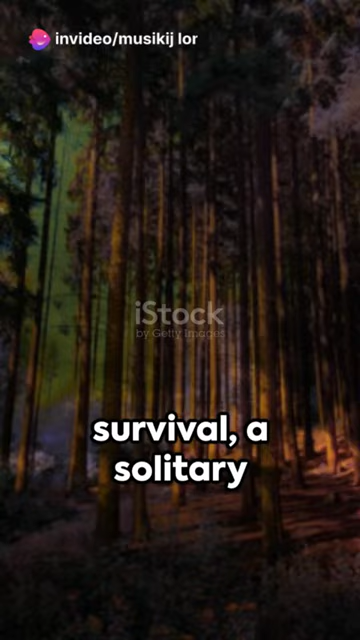 invideo/musikij lor
iStock
by Getty Images
survival, a
solitary